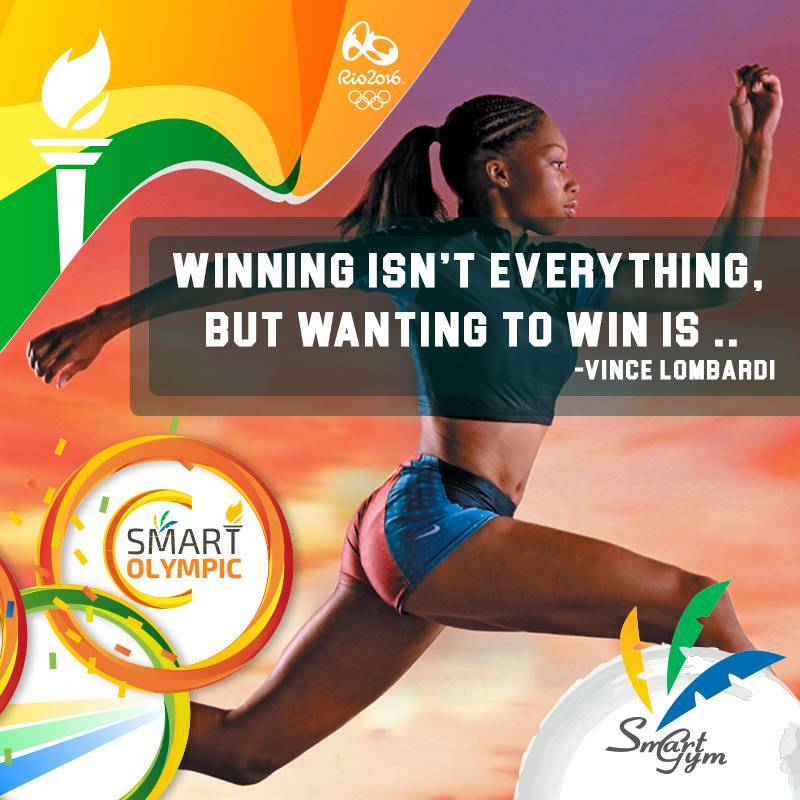 Rio2016
WINNING ISN'T EVERYTHING,
BUT WANTING TO WIN IS ..
-VINCE LOMBARDI
SMART
OLYMPIC
Smart
Gym